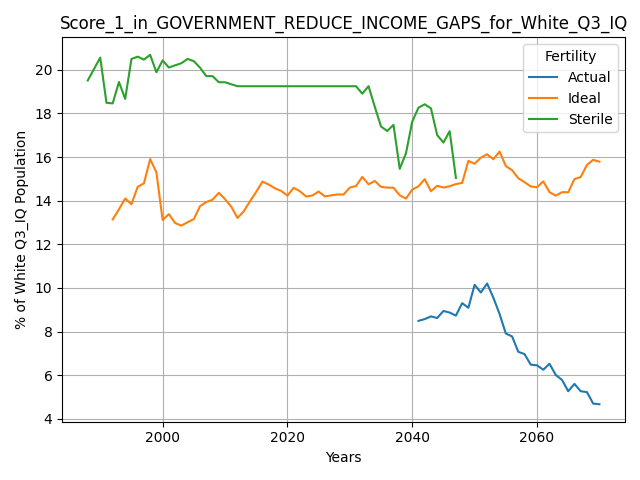 Score_1_in_GOVERNMENT_REDUCE_INCOME_GAPS_for_White_Q3_IQ
Fertility
Actual
Ideal
Sterile
% of White Q3_IQ Population
20
18
16
14
12
10
8
6
4
2000
2020
2040
2060
Years